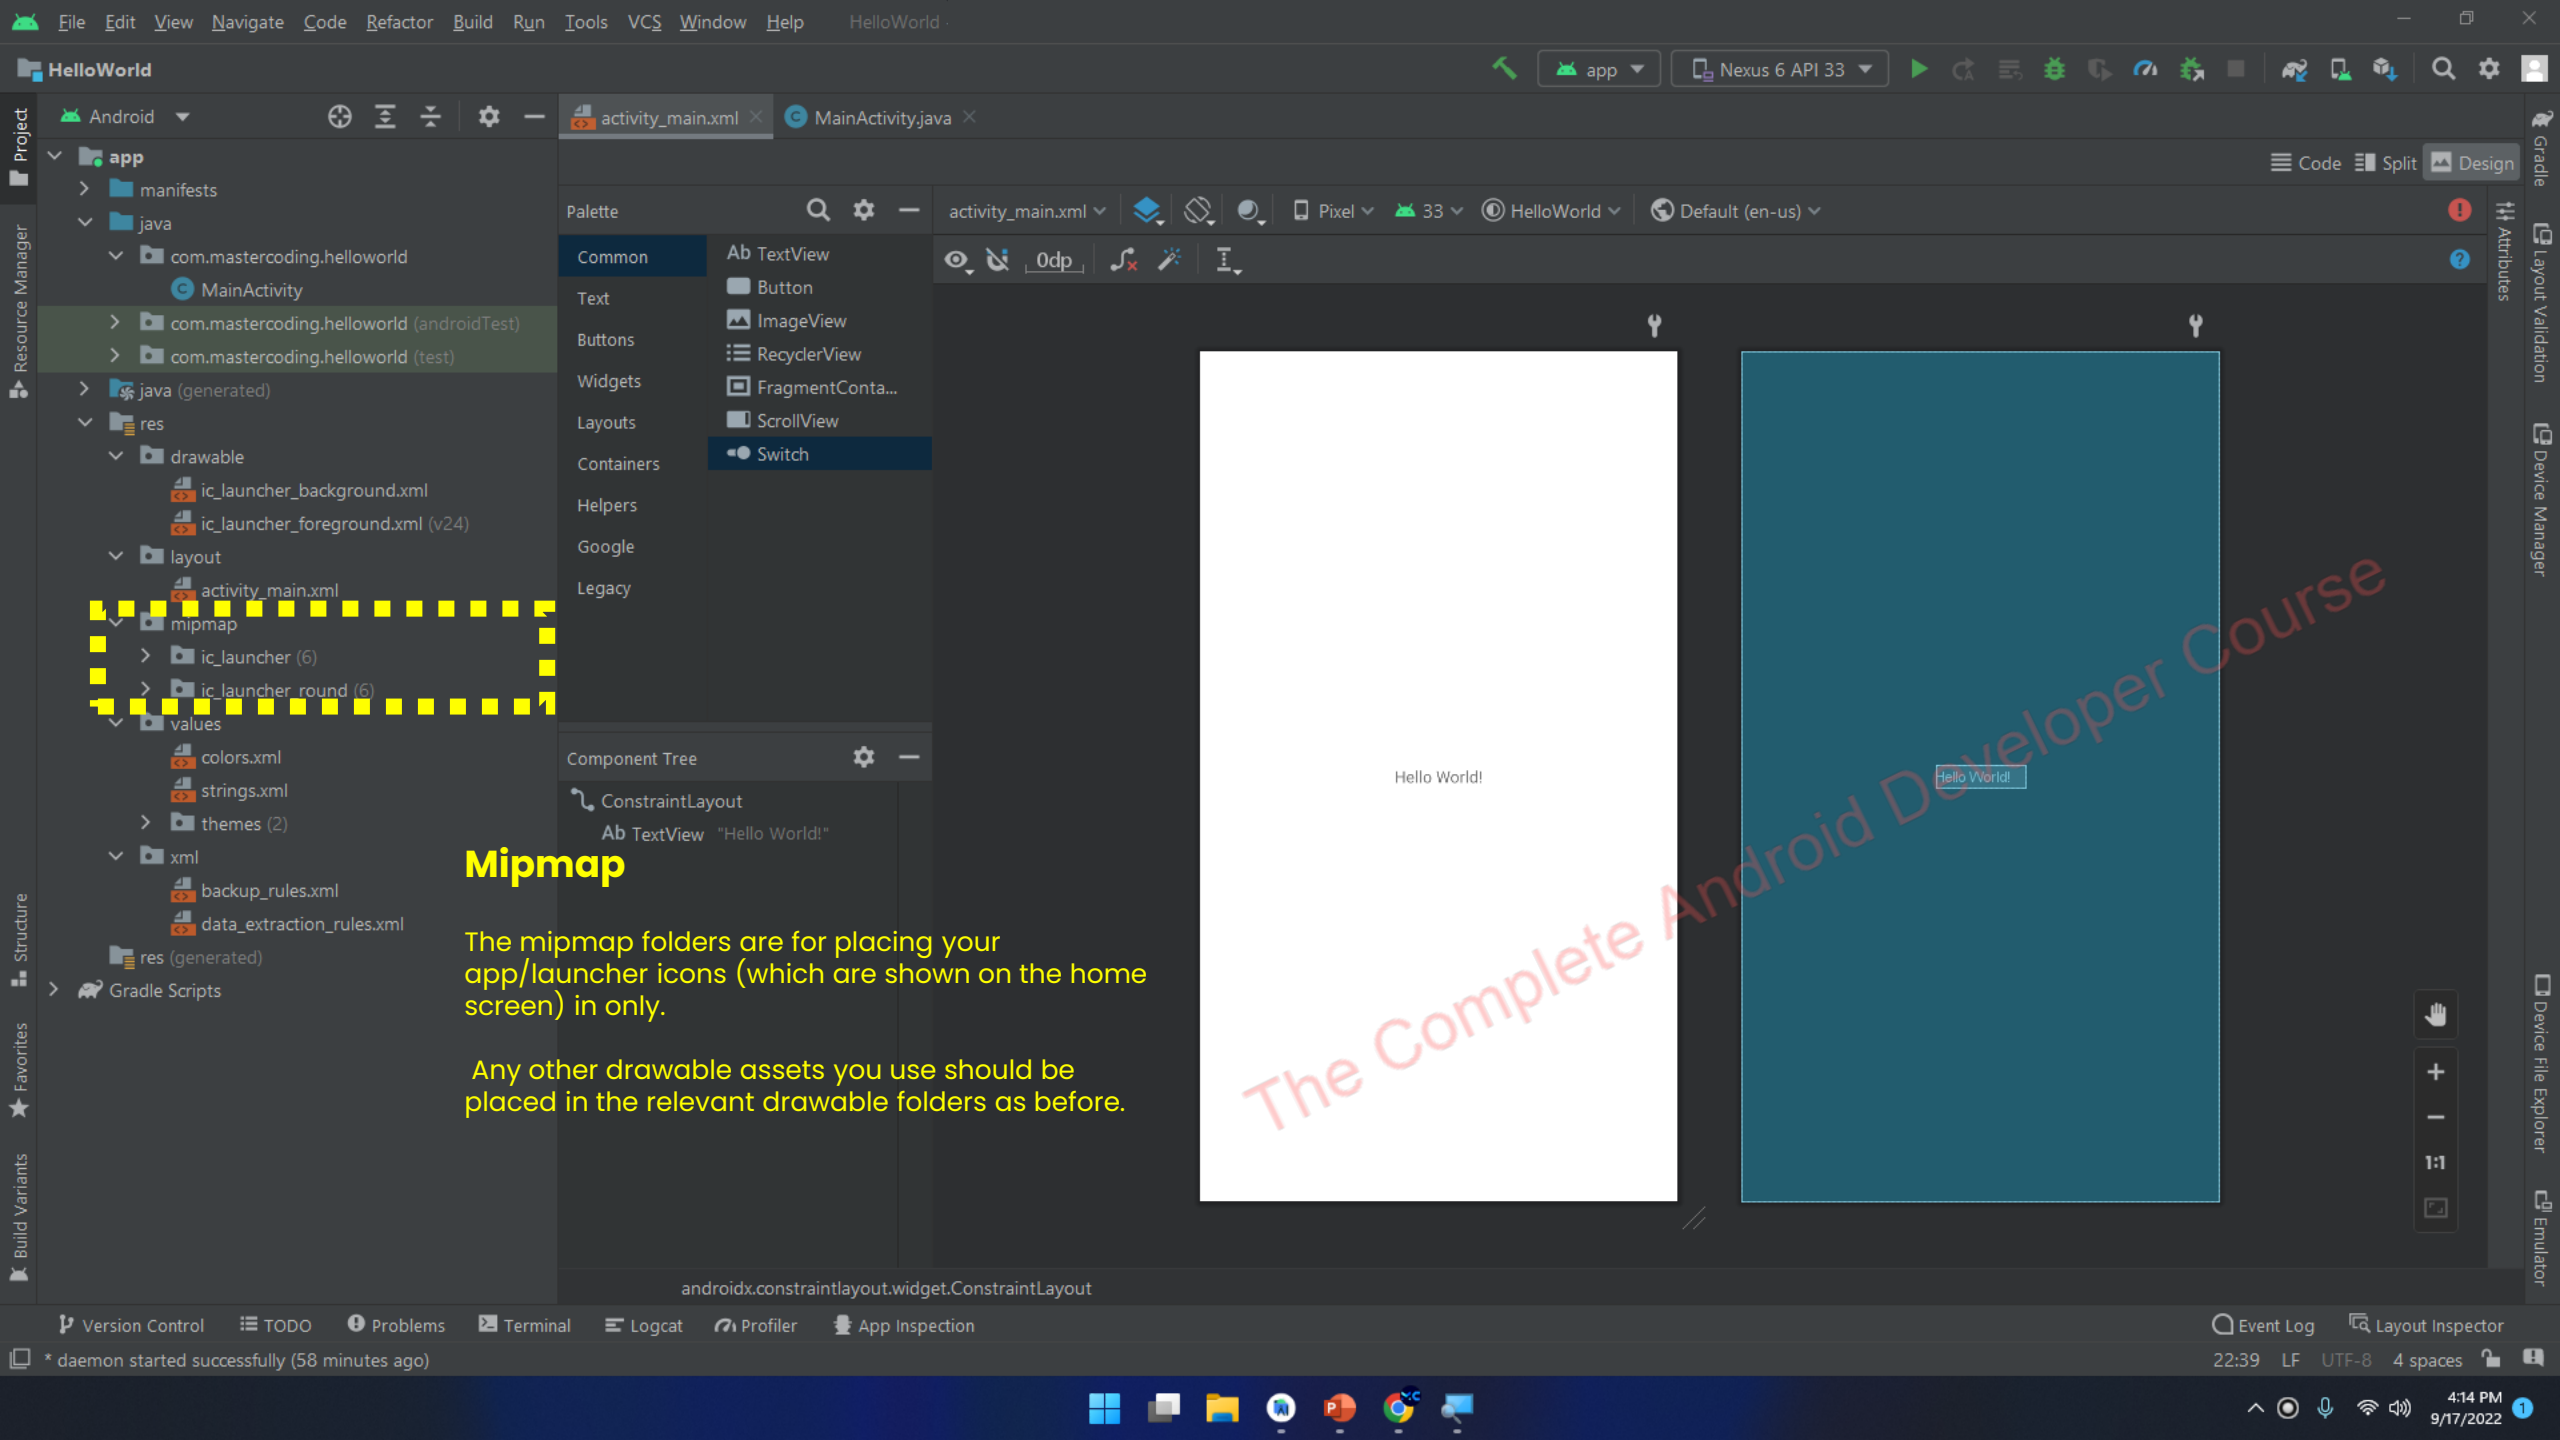 File Edit View Navigate Code Refactor Build Run Tools VCS Window Help HelloWorld -
HelloWorld
app
Nexus 6 API 33
Android
activity_main.xml
MainActivity.java
Project
Resource Manager
Structure
Favorites
Build Variants
app
manifests
java
com.mastercoding.helloworld
MainActivity
com.mastercoding.helloworld (androidTest)
com.mastercoding.helloworld (test)
java (generated)
res
drawable
ic_launcher_background.xml
ic_launcher_foreground.xml (v24)
layout
activity_main.xml
mipmap
ic_launcher (6)
ic_launcher_round (6)
values
colors.xml
strings.xml
themes (2)
xml
backup_rules.xml
data_extraction_rules.xml
res (generated)
Gradle Scripts
Code Split Design
Palette
Common
Text
Buttons
Widgets
Layouts
Containers
Helpers
Google
Legacy
Ab TextView
Button
ImageView
RecyclerView
FragmentConta...
ScrollView
Switch
activity_main.xml Pixel 33 HelloWorld Default (en-us)
0dp
Component Tree
ConstraintLayout
Ab TextView "Hello World!"
Hello World!
Hello World!
The Complete Android Developer Course
Mipmap
The mipmap folders are for placing your
app/launcher icons (which are shown on the home
screen) in only.
Any other drawable assets you use should be
placed in the relevant drawable folders as before.
1:1
Gradle
Attributes
Layout Validation
Device Manager
Device File Explorer
Emulator
androidx.constraintlayout.widget.ConstraintLayout
Version Control TODO Problems Terminal Logcat Profiler App Inspection Event Log Layout Inspector
* daemon started successfully (58 minutes ago) 22:39 LF UTF-8 4 spaces
4:14 PM
9/17/2022
1